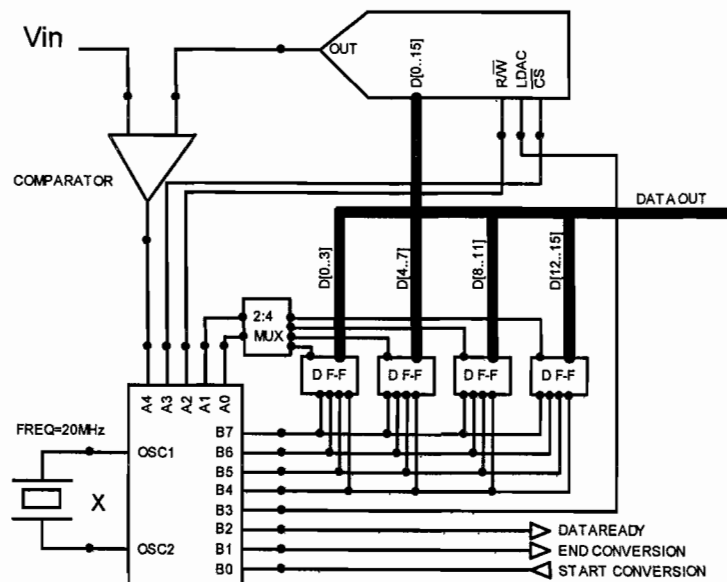 Vin
OUT
D[0..15]
R/W
LDAC
CS
COMPARATOR
DATA OUT
D[0..3]
D[4..7]
D[8..11]
D[12..15]
2:4
MUX
D F-F
D F-F
D F-F
D F-F
A4
A3
A2
A1
A0
FREQ=20MHz
OSC1
X
OSC2
B7
B6
B5
B4
B3
B2
B1
B0
DATAREADY
END CONVERSION
START CONVERSION